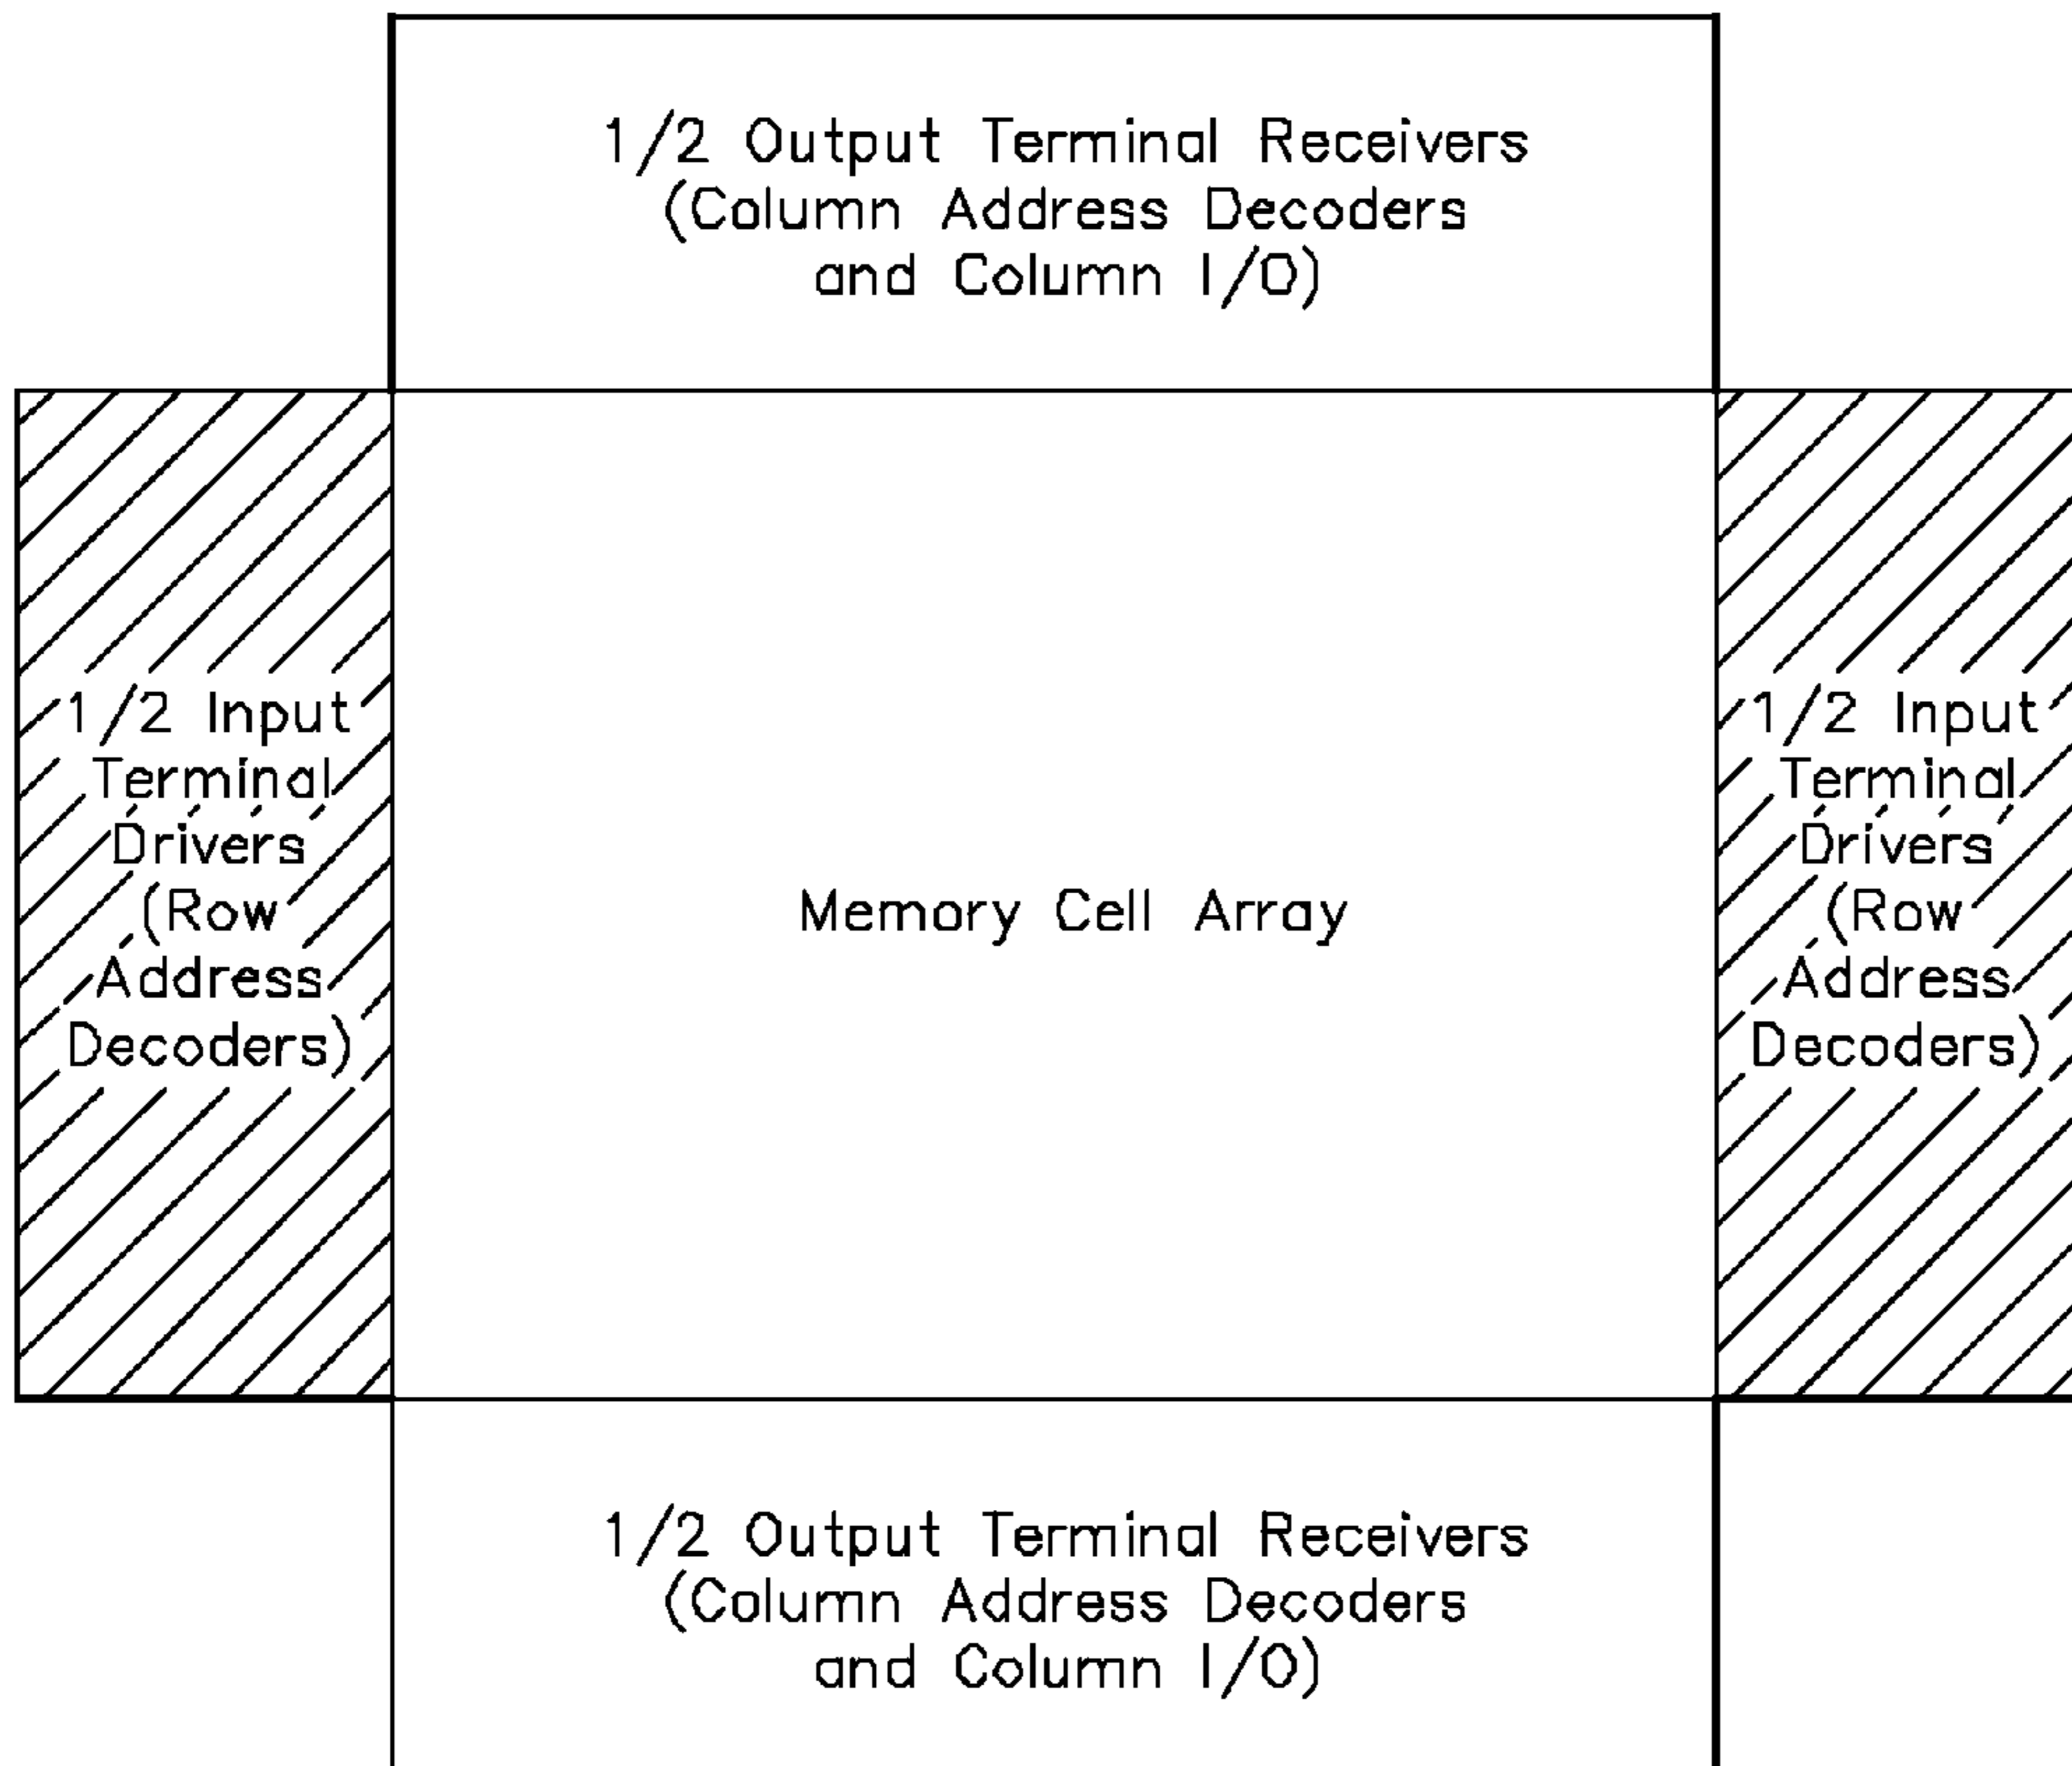 1/2 Output Terminal Receivers
(Column Address Decoders
and Column I/O)
1/2 Input
Terminal
Drivers
(Row
Address
Decoders)
Memory Cell Array
1/2 Input
Terminal
Drivers
(Row
Address
Decoders)
1/2 Output Terminal Receivers
(Column Address Decoders
and Column I/O)